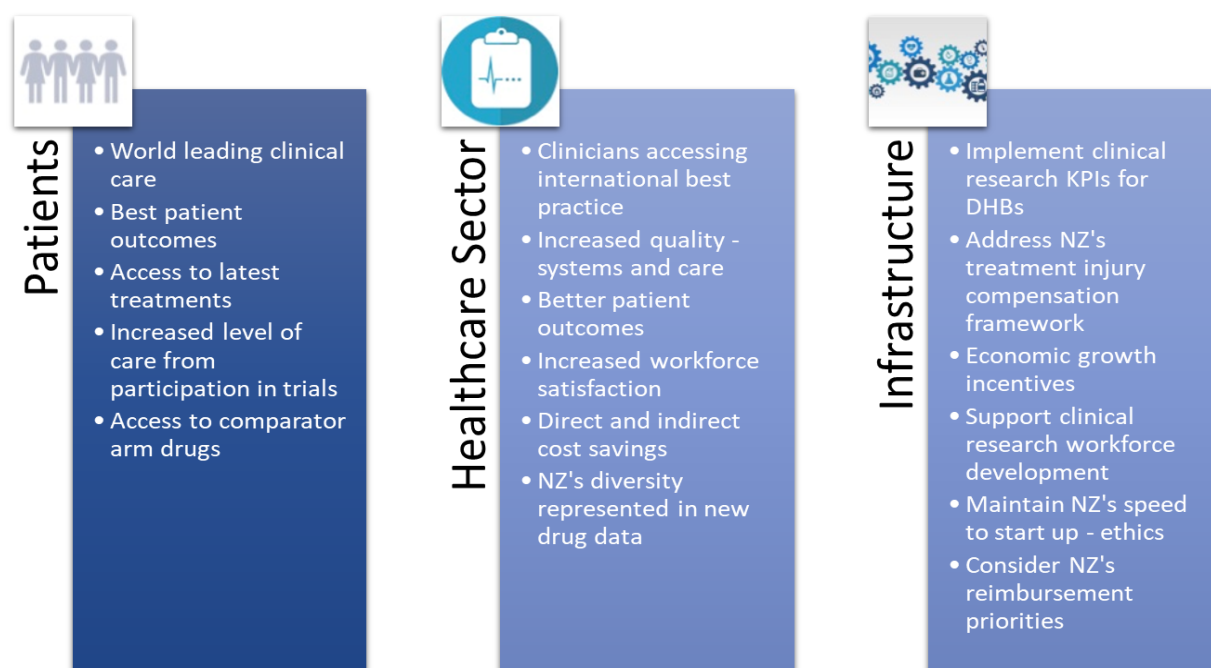 Patients
• World leading clinical
care
• Best patient
outcomes
• Access to latest
treatments
• Increased level of
care from
participation in trials
• Access to comparator
arm drugs
Healthcare Sector
• Clinicians accessing
international best
practice
• Increased quality -
systems and care
• Better patient
outcomes
• Increased workforce
satisfaction
• Direct and indirect
cost savings
• NZ's diversity
represented in new
drug data
Infrastructure
• Implement clinical
research KPIs for
DHBs
• Address NZ's
treatment injury
compensation
framework
• Economic growth
incentives
• Support clinical
research workforce
development
• Maintain NZ's speed
to start up - ethics
• Consider NZ's
reimbursement
priorities